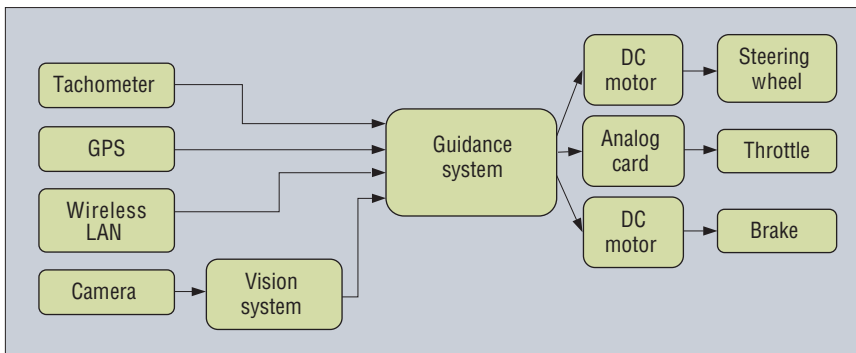 Tachometer
GPS
Wireless
LAN
Camera
Vision
system
Guidance
system
DC
motor
Steering
wheel
Analog
card
Throttle
DC
motor
Brake